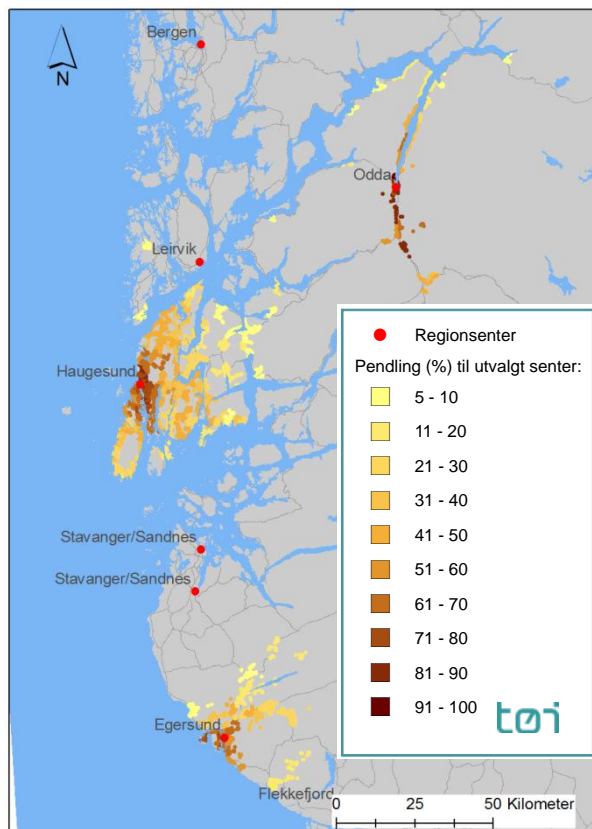 Bergen
N
Odda
Leirvik
Haugesund
Stavanger/Sandnes
Stavanger/Sandnes
Egersund
Flekkefjord
Regionsenter
Pendling (%) til utvalgt senter:
5 - 10
11 - 20
21 - 30
31 - 40
41 - 50
51 - 60
61 - 70
71 - 80
81 - 90
91 - 100
tøi
0 25 50 Kilometer